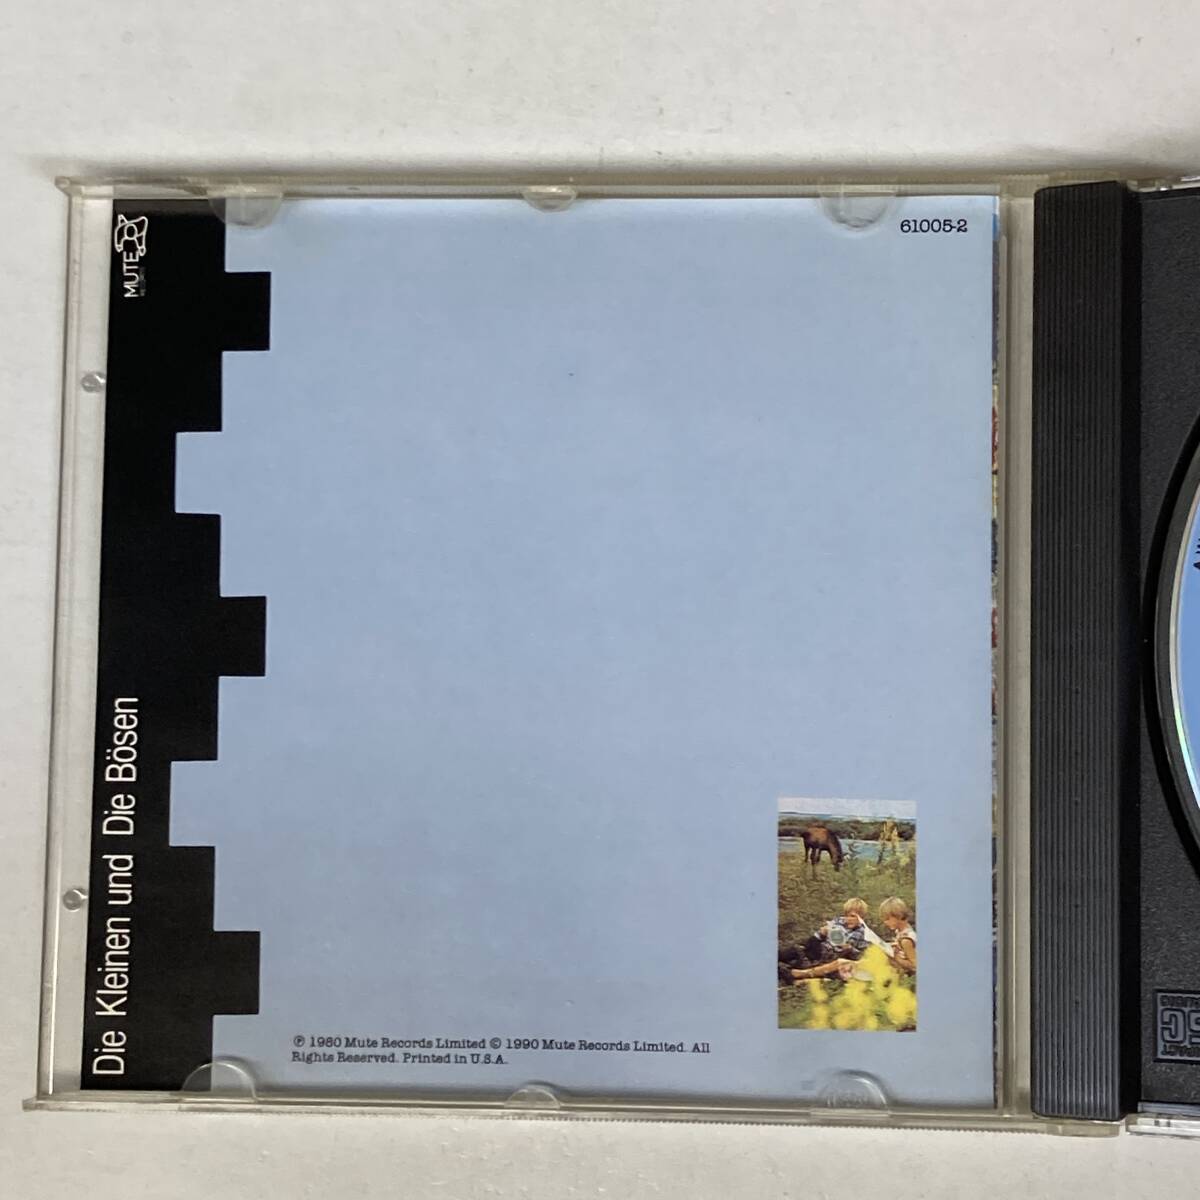 MUTE
RECORDS
61005-2
Die Kleinen und Die Bösen
℗ 1980 Mute Records Limited © 1990 Mute Records Limited. All
Rights Reserved. Printed in U.S.A.